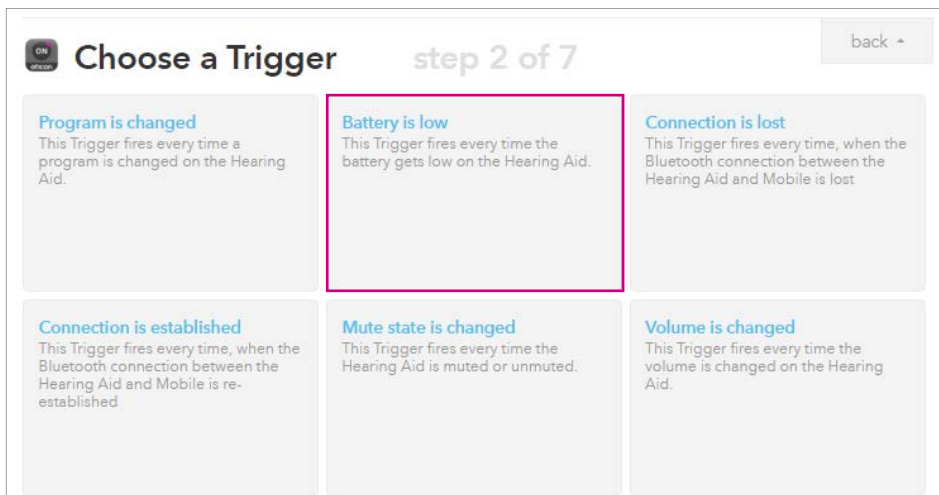 ON
oticon
Choose a Trigger
step 2 of 7
back
Program is changed
This Trigger fires every time a
program is changed on the Hearing
Aid.
Battery is low
This Trigger fires every time the
battery gets low on the Hearing Aid.
Connection is lost
This Trigger fires every time, when the
Bluetooth connection between the
Hearing Aid and Mobile is lost
Connection is established
This Trigger fires every time, when the
Bluetooth connection between the
Hearing Aid and Mobile is re-
established
Mute state is changed
This Trigger fires every time the
Hearing Aid is muted or unmuted.
Volume is changed
This Trigger fires every time the
volume is changed on the Hearing
Aid.